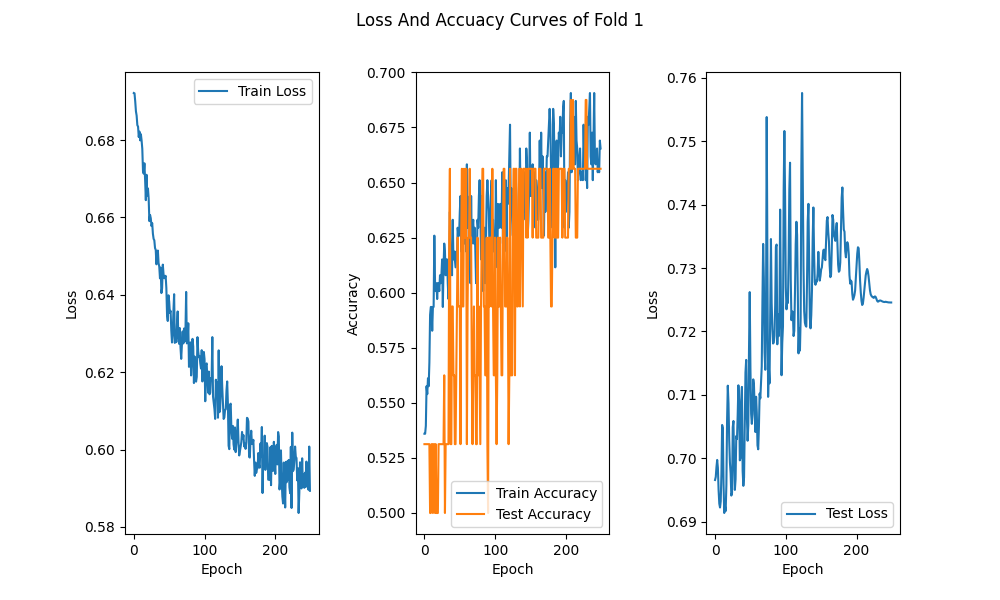 Loss And Accuacy Curves of Fold 1
Loss
0.68
0.66
0.64
0.62
0.60
0.58
Train Loss
0
100
200
Epoch
Accuracy
0.700
0.675
0.650
0.625
0.600
0.575
0.550
0.525
0.500
Train Accuracy
Test Accuracy
0
100
200
Epoch
Loss
0.76
0.75
0.74
0.73
0.72
0.71
0.70
0.69
Test Loss
0
100
200
Epoch